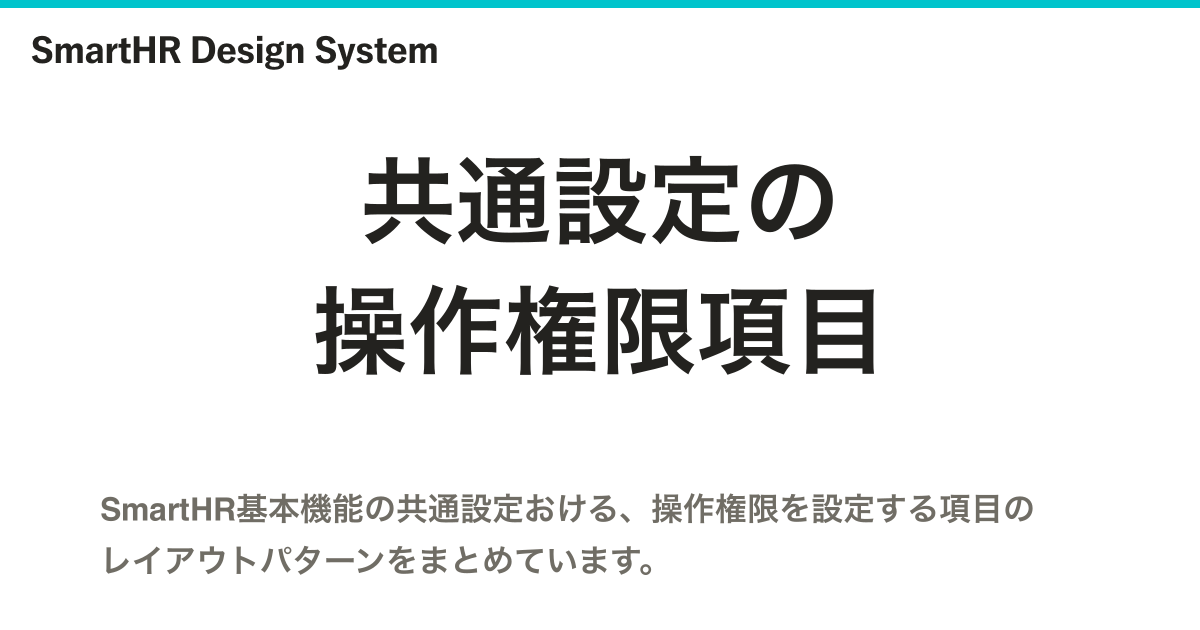 SmartHR Design System
共通設定の
操作権限項目
SmartHR基本機能の共通設定おける、操作権限を設定する項目の
レイアウトパターンをまとめています。